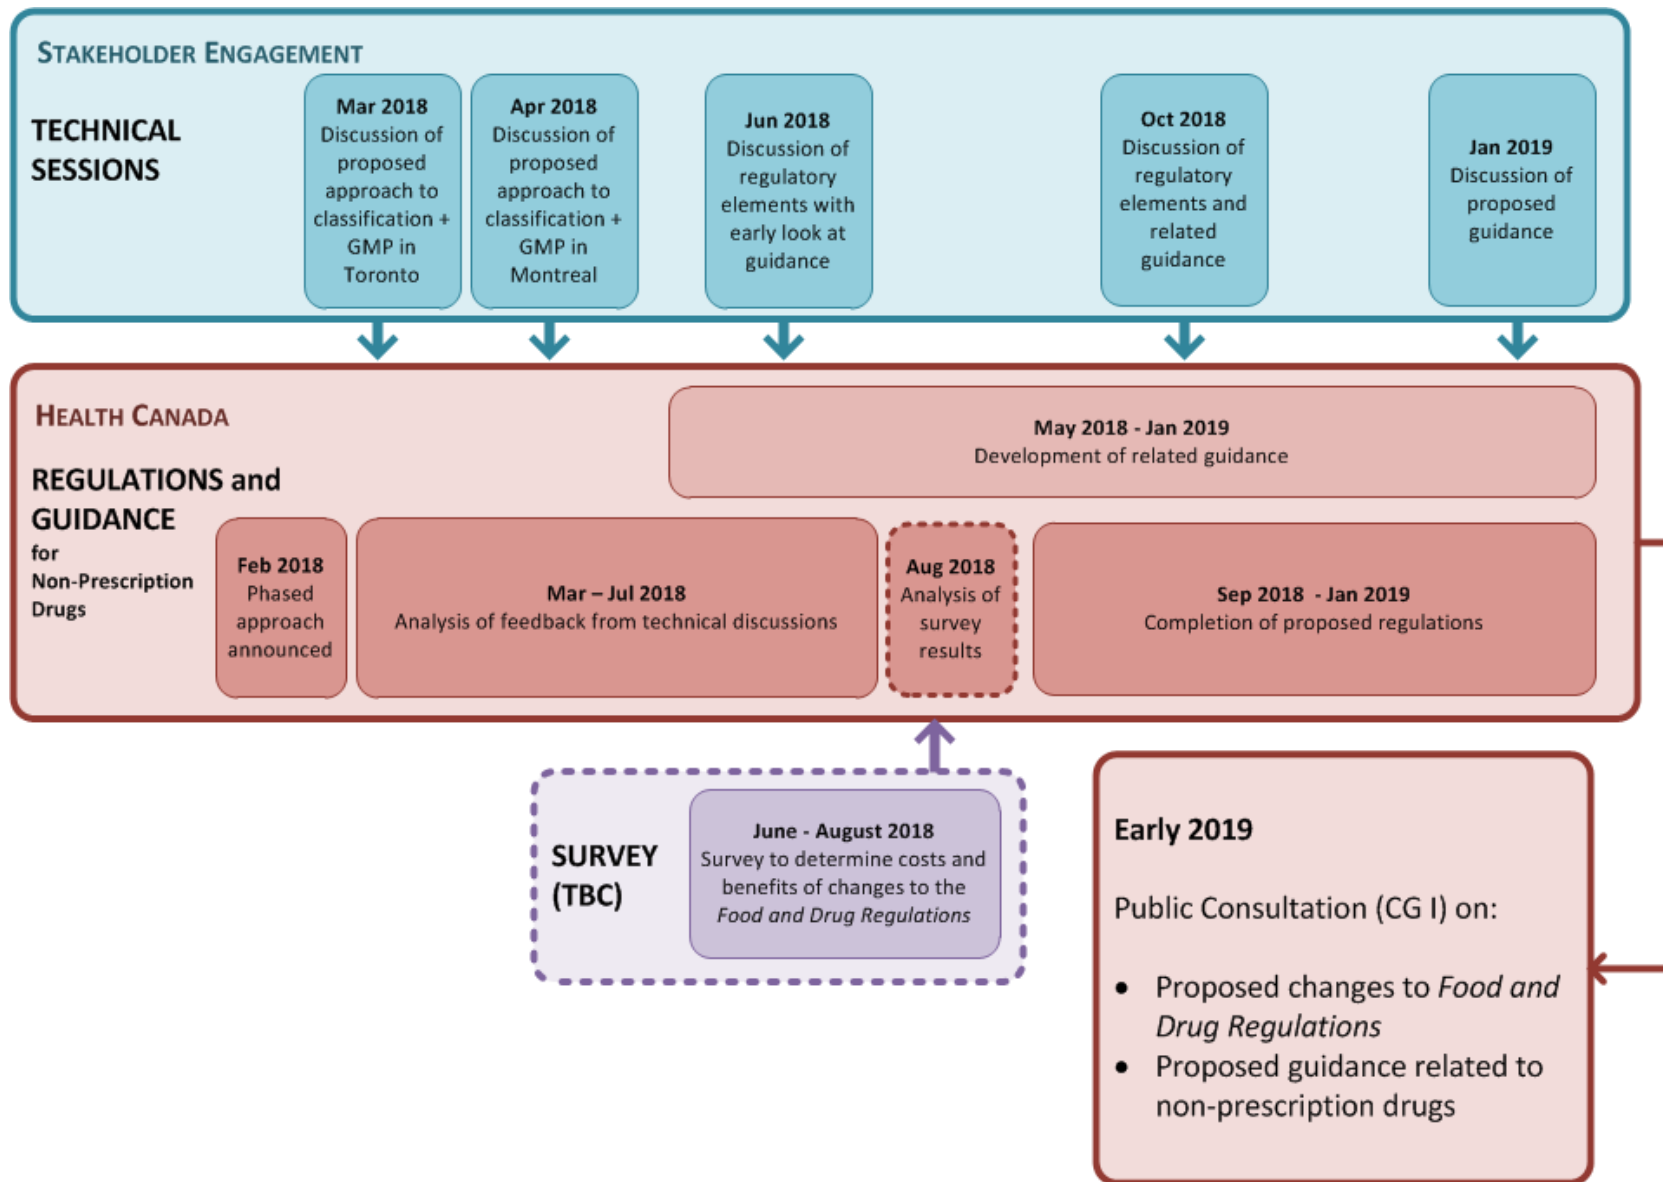 STAKEHOLDER ENGAGEMENT
TECHNICAL
SESSIONS
Mar 2018
Discussion of
proposed
approach to
classification +
GMP in
Toronto
Apr 2018
Discussion of
proposed
approach to
classification +
GMP in
Montreal
Jun 2018
Discussion of
regulatory
elements with
early look at
guidance
Oct 2018
Discussion of
regulatory
elements and
related
guidance
Jan 2019
Discussion of
proposed
guidance
HEALTH CANADA
REGULATIONS and
GUIDANCE
for
Non-Prescription
Drugs
May 2018 - Jan 2019
Development of related guidance
Feb 2018
Phased
approach
announced
Mar – Jul 2018
Analysis of feedback from technical discussions
Aug 2018
Analysis of
survey
results
Sep 2018 - Jan 2019
Completion of proposed regulations
SURVEY
(TBC)
June - August 2018
Survey to determine costs and
benefits of changes to the
Food and Drug Regulations
Early 2019
Public Consultation (CG I) on:
• Proposed changes to Food and
Drug Regulations
• Proposed guidance related to
non-prescription drugs